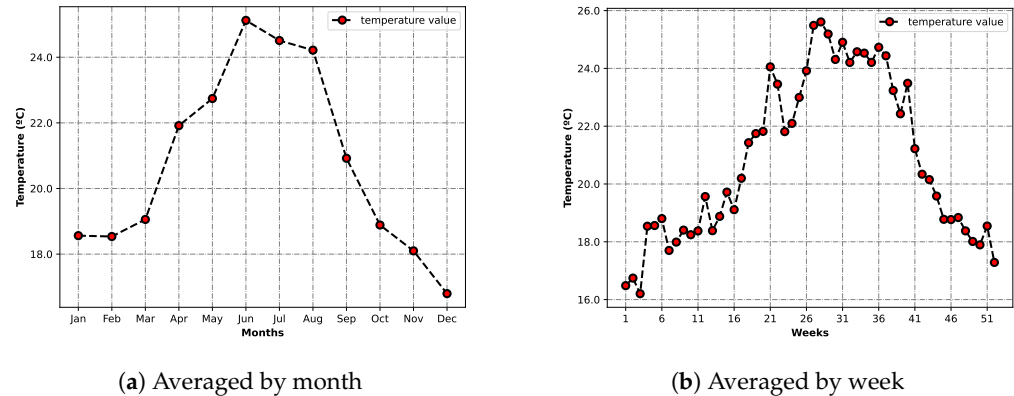 temperature value
24.0
22.0
20.0
18.0
Temperature (ºC)
Jan Feb Mar Apr May Jun Jul Aug Sep Oct Nov Dec
Months
(a) Averaged by month
temperature value
26.0
24.0
22.0
20.0
18.0
16.0
Temperature (ºC)
1 6 11 16 21 26 31 36 41 46 51
Weeks
(b) Averaged by week